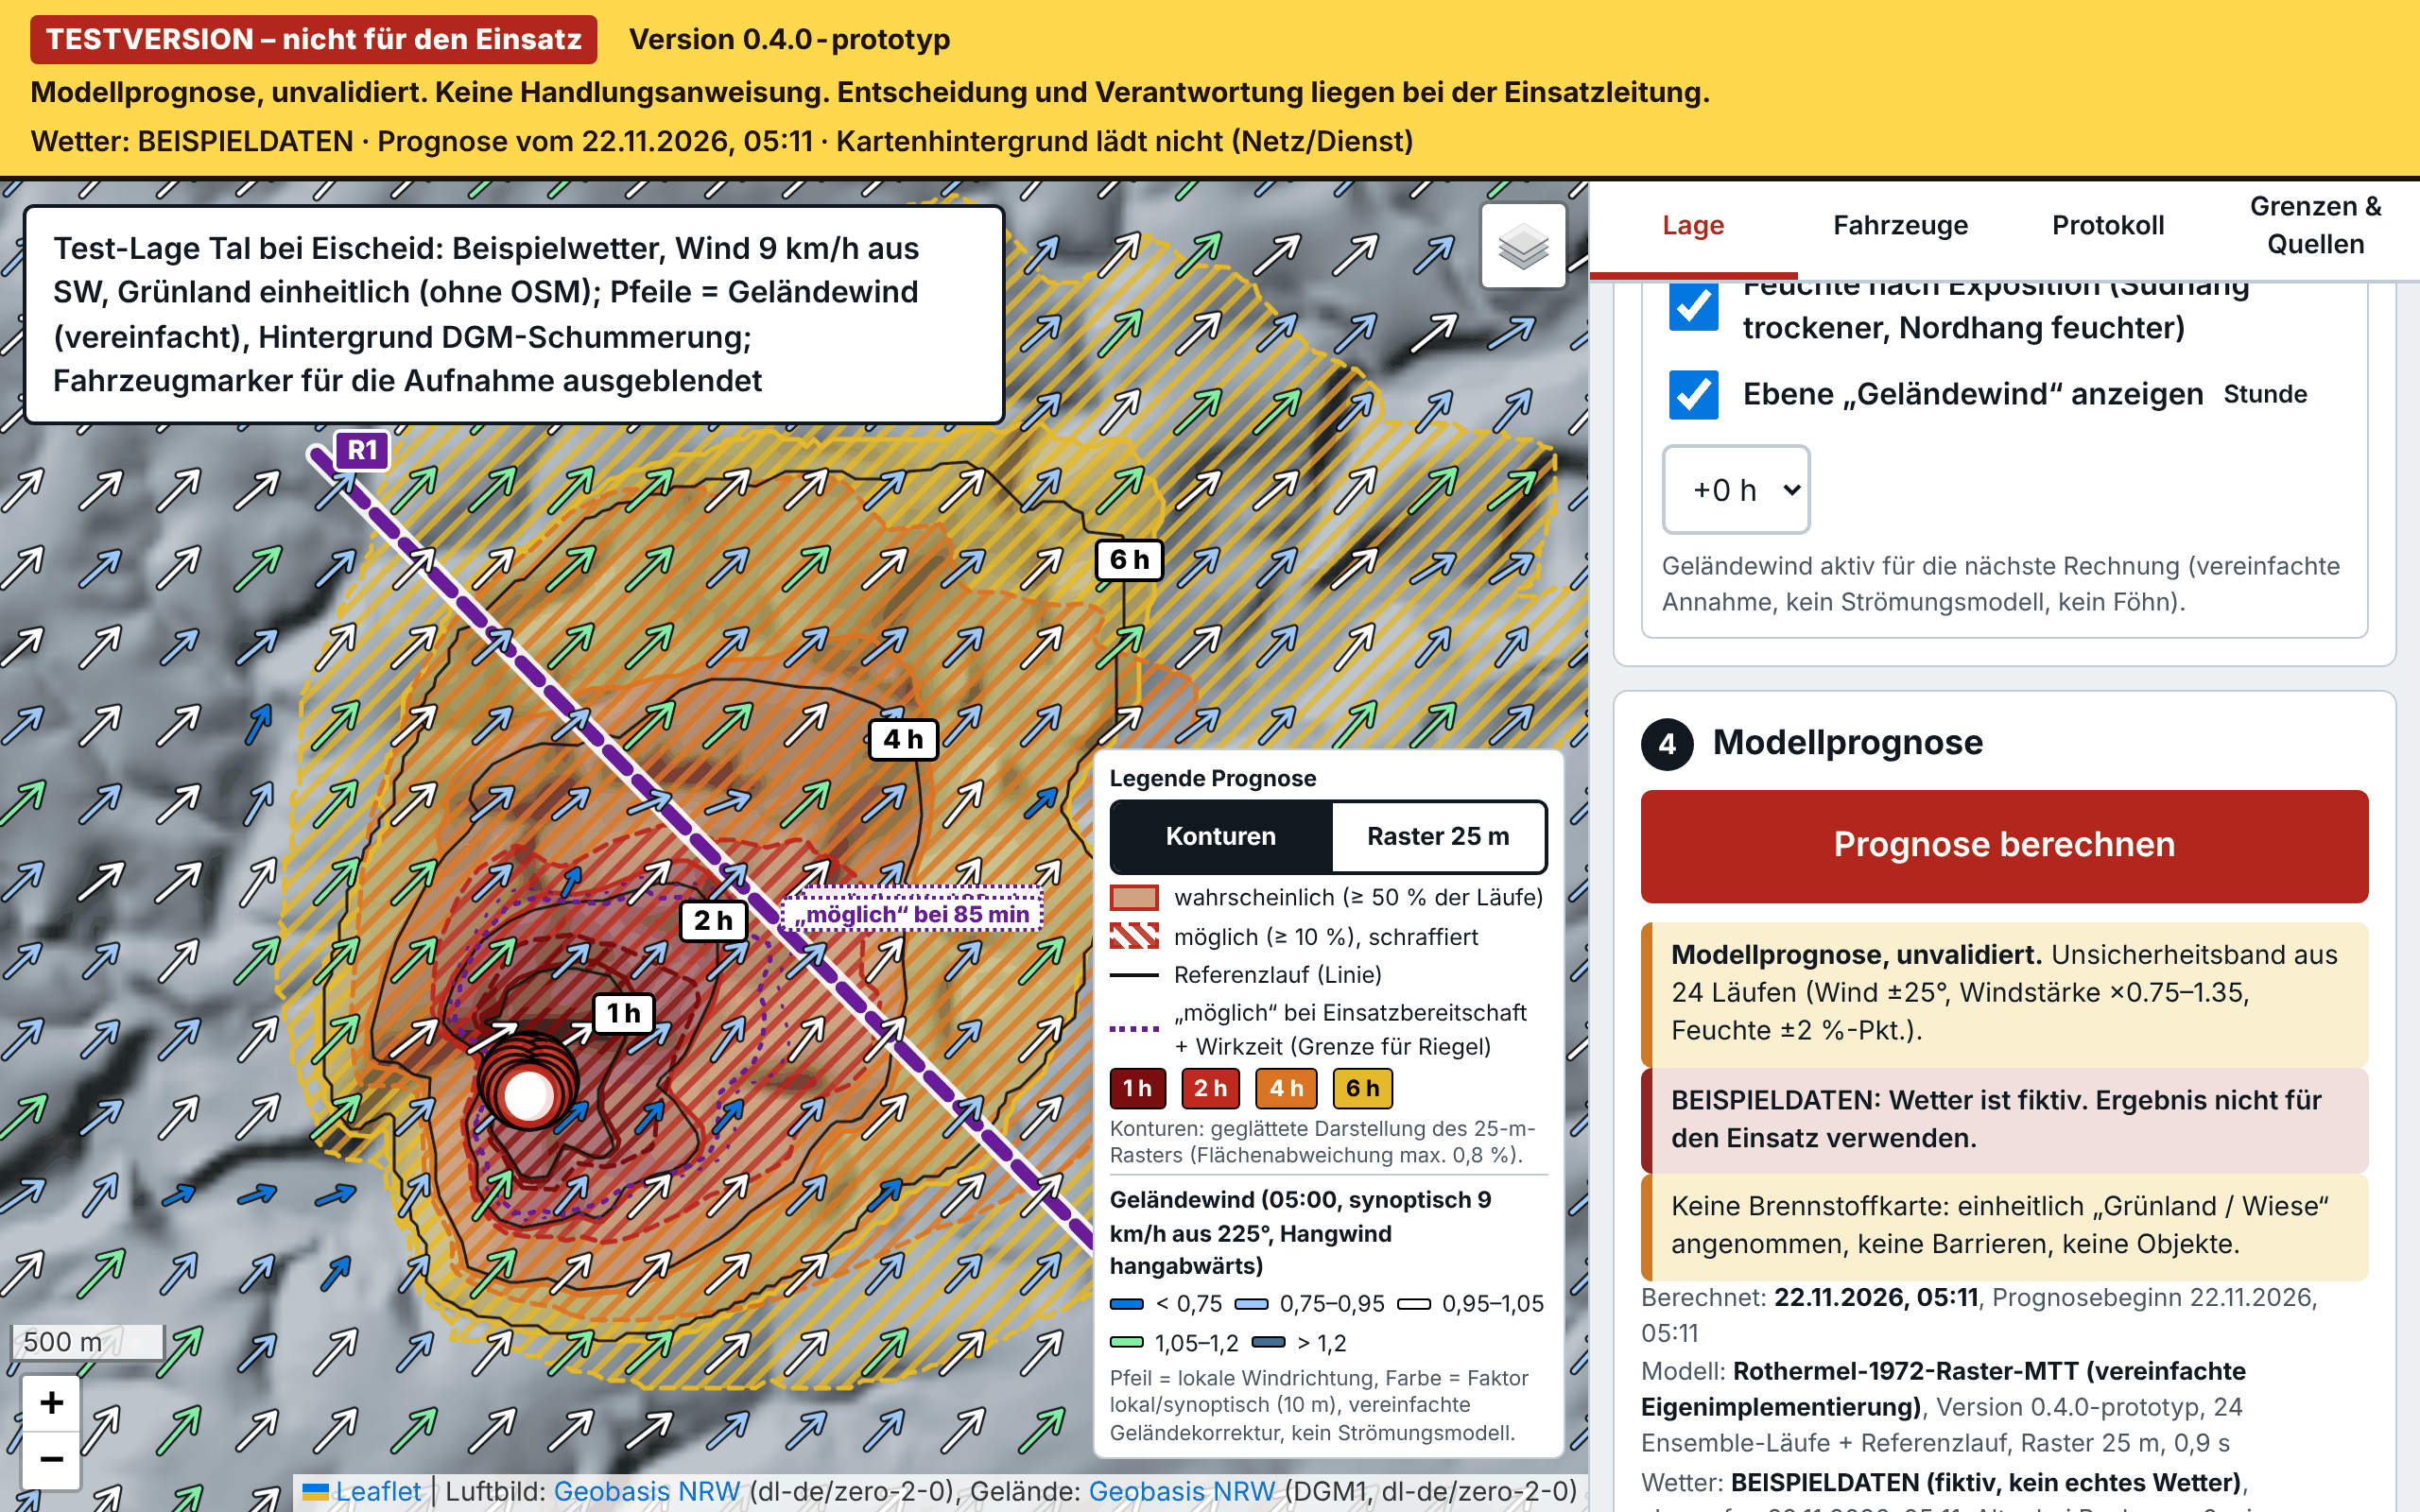 TESTVERSION – nicht für den Einsatz Version 0.4.0-prototyp
Modellprognose, unvalidiert. Keine Handlungsanweisung. Entscheidung und Verantwortung liegen bei der Einsatzleitung.
Wetter: BEISPIELDATEN · Prognose vom 22.11.2026, 05:11 · Kartenhintergrund lädt nicht (Netz/Dienst)
Test-Lage Tal bei Eischeid: Beispielwetter, Wind 9 km/h aus
SW, Grünland einheitlich (ohne OSM); Pfeile = Geländewind
(vereinfacht), Hintergrund DGM-Schummerung;
Fahrzeugmarker für die Aufnahme ausgeblendet
R1
6 h
4 h
2 h
„möglich“ bei 85 min
1 h
Legende Prognose
Konturen Raster 25 m
wahrscheinlich (≥ 50 % der Läufe)
möglich (≥ 10 %), schraffiert
Referenzlauf (Linie)
„möglich“ bei Einsatzbereitschaft
+ Wirkzeit (Grenze für Riegel)
1 h 2 h 4 h 6 h
Konturen: geglättete Darstellung des 25-m-
Rasters (Flächenabweichung max. 0,8 %).
Geländewind (05:00, synoptisch 9
km/h aus 225°, Hangwind
hangabwärts)
< 0,75 0,75–0,95 0,95–1,05
1,05–1,2 > 1,2
Pfeil = lokale Windrichtung, Farbe = Faktor
lokal/synoptisch (10 m), vereinfachte
Geländekorrektur, kein Strömungsmodell.
500 m
+
−
Leaflet | Luftbild: Geobasis NRW (dl-de/zero-2-0), Gelände: Geobasis NRW (DGM1, dl-de/zero-2-0)
Lage Fahrzeuge Protokoll Grenzen &
Quellen
Feuchte nach Exposition (Südhang
trockener, Nordhang feuchter)
Ebene „Geländewind“ anzeigen Stunde
+0 h
Geländewind aktiv für die nächste Rechnung (vereinfachte
Annahme, kein Strömungsmodell, kein Föhn).
4 Modellprognose
Prognose berechnen
Modellprognose, unvalidiert. Unsicherheitsband aus
24 Läufen (Wind ±25°, Windstärke ×0.75–1.35,
Feuchte ±2 %-Pkt.).
BEISPIELDATEN: Wetter ist fiktiv. Ergebnis nicht für
den Einsatz verwenden.
Keine Brennstoffkarte: einheitlich „Grünland / Wiese“
angenommen, keine Barrieren, keine Objekte.
Berechnet: 22.11.2026, 05:11, Prognosebeginn 22.11.2026,
05:11
Modell: Rothermel-1972-Raster-MTT (vereinfachte
Eigenimplementierung), Version 0.4.0-prototyp, 24
Ensemble-Läufe + Referenzlauf, Raster 25 m, 0,9 s
Wetter: BEISPIELDATEN (fiktiv, kein echtes Wetter),